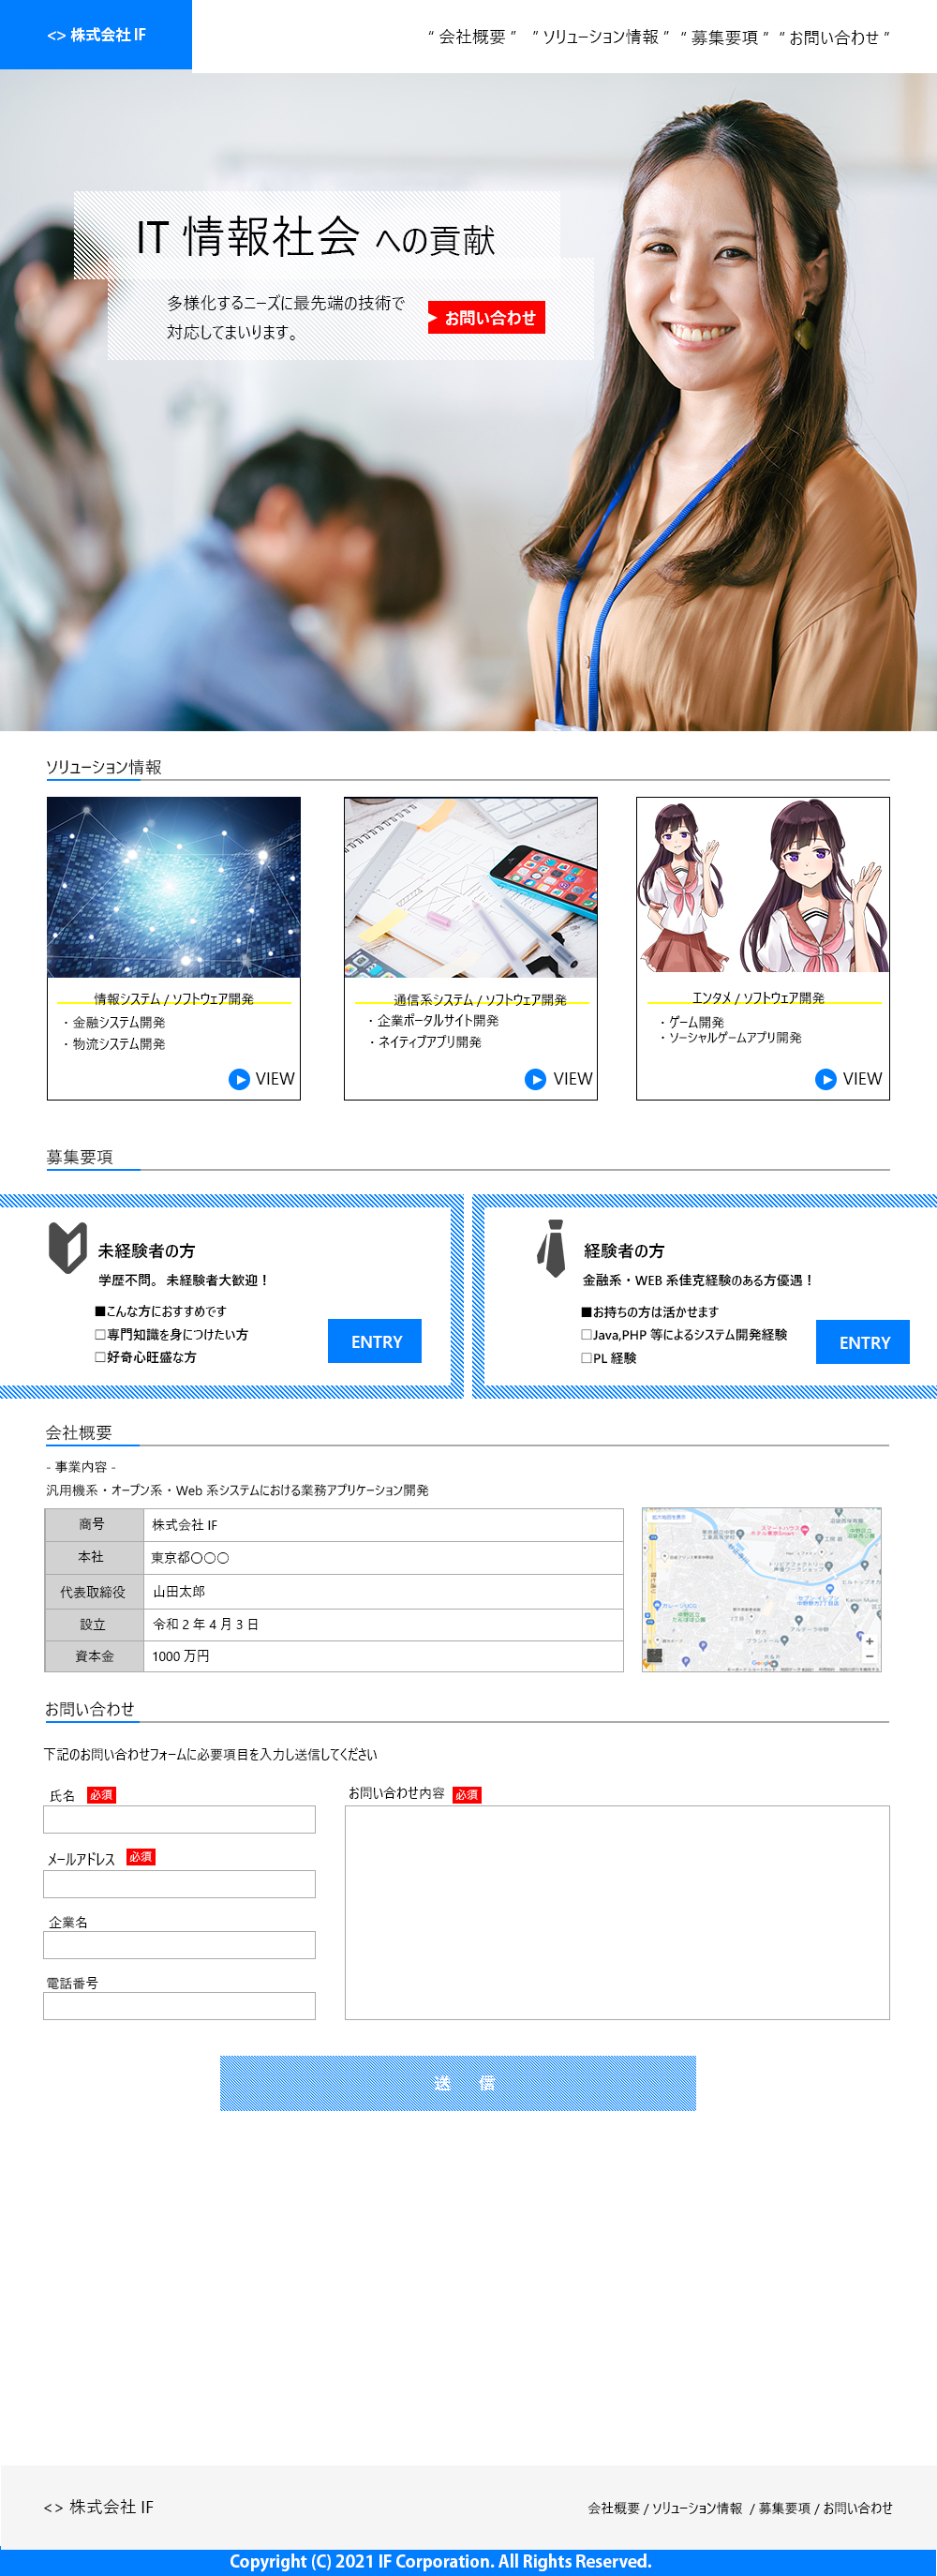 <> 株式会社 IF
“ 会社概要 ” ” ソリューション情報 ” “ 募集要項 ” ” お問い合わせ ”
IT 情報社会 への貢献
多様化するニーズに最先端の技術で
対応してまいります。
お問い合わせ
ソリューション情報
情報システム / ソフトウェア開発
・金融システム開発
・物流システム開発
VIEW
通信系システム / ソフトウェア開発
・企業ポータルサイト開発
・ネイティブアプリ開発
VIEW
エンタメ / ソフトウェア開発
・ゲーム開発
・ソーシャルゲームアプリ開発
VIEW
募集要項
未経験者の方
学歴不問。未経験者大歓迎！
■こんな方におすすめです
□専門知識を身につけたい方
□好奇心旺盛な方
ENTRY
経験者の方
金融系・WEB 系佳克経験のある方優遇！
■お持ちの方は活かせます
□Java,PHP 等によるシステム開発経験
□PL 経験
ENTRY
会社概要
- 事業内容 -
汎用機系・オープン系・Web 系システムにおける業務アプリケーション開発
商号 株式会社 IF
本社 東京都〇〇〇
代表取締役 山田太郎
設立 令和 2 年 4 月 3 日
資本金 1000 万円
拡大地図を表示
Google
お問い合わせ
下記のお問い合わせフォームに必要項目を入力し送信してください
氏名 必須
メールアドレス 必須
企業名
電話番号
お問い合わせ内容 必須
送 信
<> 株式会社 IF
会社概要 / ソリューション情報 / 募集要項 / お問い合わせ
Copyright (C) 2021 IF Corporation. All Rights Reserved.